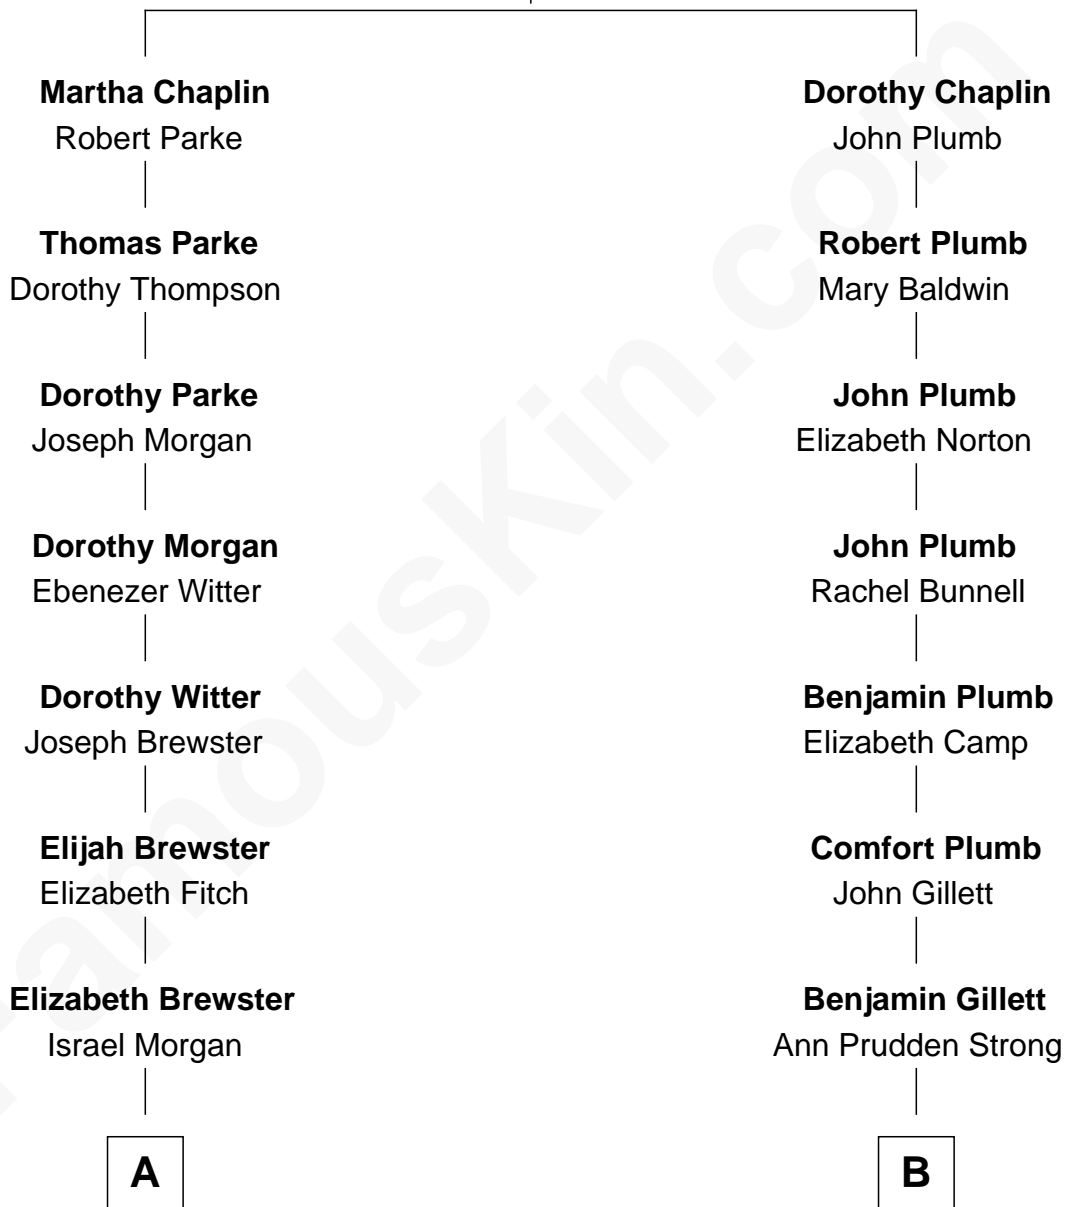 Martha Chaplin
Robert Parke
Thomas Parke
Dorothy Thompson
Dorothy Parke
Joseph Morgan
Dorothy Morgan
Ebenezer Witter
Dorothy Witter
Joseph Brewster
Elijah Brewster
Elizabeth Fitch
Elizabeth Brewster
Israel Morgan
A
Dorothy Chaplin
John Plumb
Robert Plumb
Mary Baldwin
John Plumb
Elizabeth Norton
John Plumb
Rachel Bunnell
Benjamin Plumb
Elizabeth Camp
Comfort Plumb
John Gillett
Benjamin Gillett
Ann Prudden Strong
B
FamousKin.com